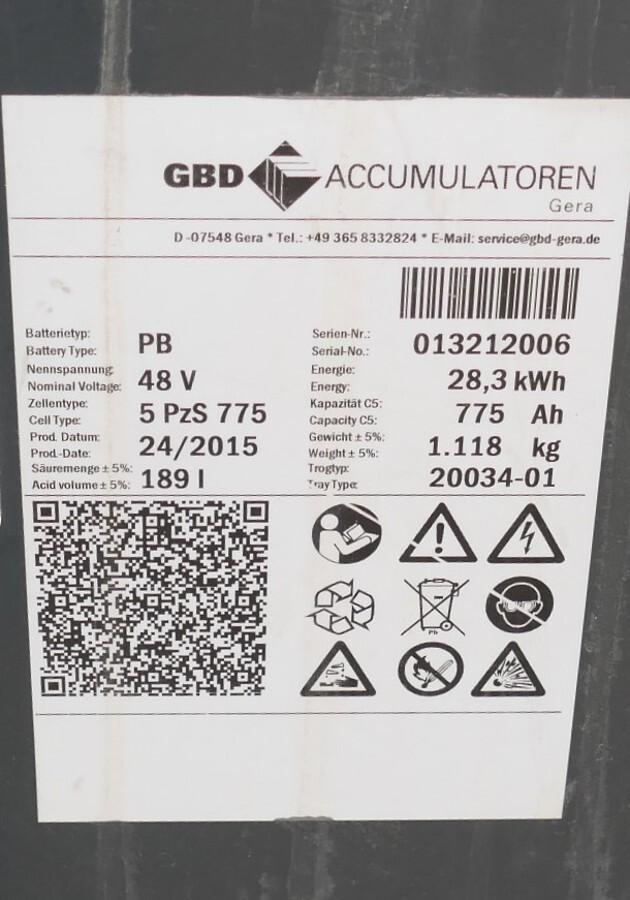 GBD ACCUMULATOREN
Gera
D-07548 Gera * Tel.: +49 365 8332824 * E-Mail: service@gbd-gera.de
Batterietyp:
Battery Type: PB
Serien-Nr.:
Serial-No.: 013212006
Nennspannung:
Nominal Voltage: 48 V
Energie:
Energy: 28,3 kWh
Zellentype:
Cell Type: 5 PzS 775
Kapazität C5:
Capacity C5: 775 Ah
Prod. Datum:
Prod.-Date: 24/2015
Gewicht ± 5%:
Weight ± 5%: 1.118 kg
Säuremenge ± 5%:
Acid volume ± 5%: 189 l
Trogtyp:
Tray Type: 20034-01
Pb